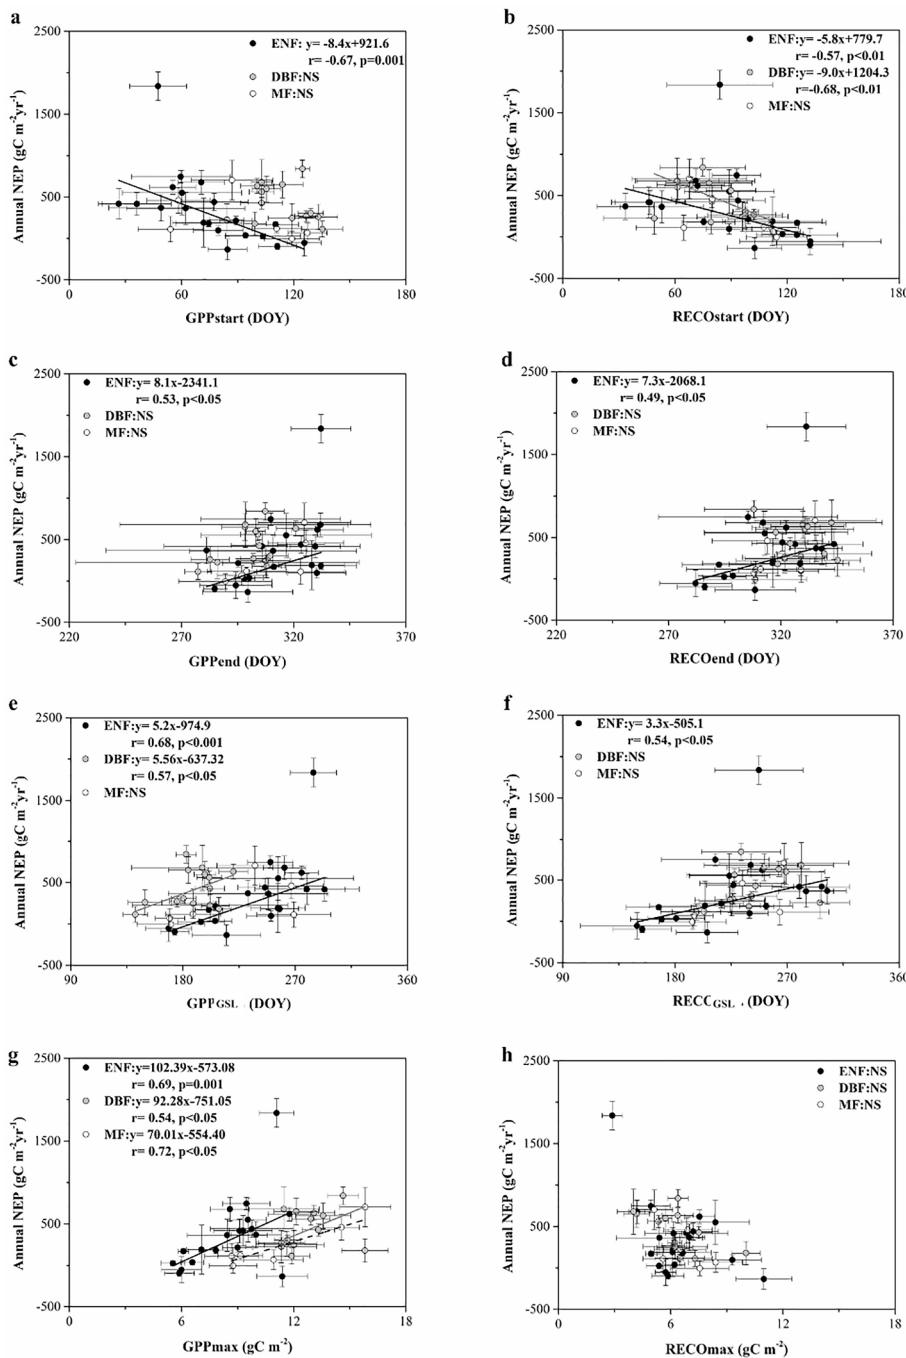 a
2500
1500
500
-500
0
60
120
180
Annual NEP (gC m⁻²yr⁻¹)
GPPstart (DOY)
ENF: y= -8.4x+921.6
r= -0.67, p=0.001
DBF:NS
MF:NS
b
2500
1500
500
-500
0
60
120
180
Annual NEP (gC m⁻²yr⁻¹)
RECOstart (DOY)
ENF:y= -5.8x+779.7
r= -0.57, p<0.01
DBF:y= -9.0x+1204.3
r=-0.68, p<0.01
MF:NS
c
2500
1500
500
-500
220
270
320
370
Annual NEP (gC m⁻²yr⁻¹)
GPPend (DOY)
ENF:y= 8.1x-2341.1
r= 0.53, p<0.05
DBF:NS
MF:NS
d
2500
1500
500
-500
220
270
320
370
Annual NEP (gC m⁻²yr⁻¹)
RECOend (DOY)
ENF:y= 7.3x-2068.1
r= 0.49, p<0.05
DBF:NS
MF:NS
e
2500
1500
500
-500
90
180
270
360
Annual NEP (gC m⁻²yr⁻¹)
GPPGSL (DOY)
ENF:y= 5.2x-974.9
r= 0.68, p<0.001
DBF:y= 5.56x-637.32
r= 0.57, p<0.05
MF:NS
f
2500
1500
500
-500
90
180
270
360
Annual NEP (gC m⁻²yr⁻¹)
(DOY)
ENF:y= 3.3x-505.1
r= 0.54, p<0.05
DBF:NS
MF:NS
g
2500
1500
500
-500
0
6
12
18
Annual NEP (gC m⁻²yr⁻¹)
GPPmax (gC m⁻²)
ENF:y=102.39x-573.08
r= 0.69, p=0.001
DBF:y= 92.28x-751.05
r= 0.54, p<0.05
MF:y= 70.01x-554.40
r= 0.72, p<0.05
h
2500
1500
500
-500
0
6
12
18
Annual NEP (gC m⁻²yr⁻¹)
RECOmax (gC m⁻²)
ENF:NS
DBF:NS
MF:NS